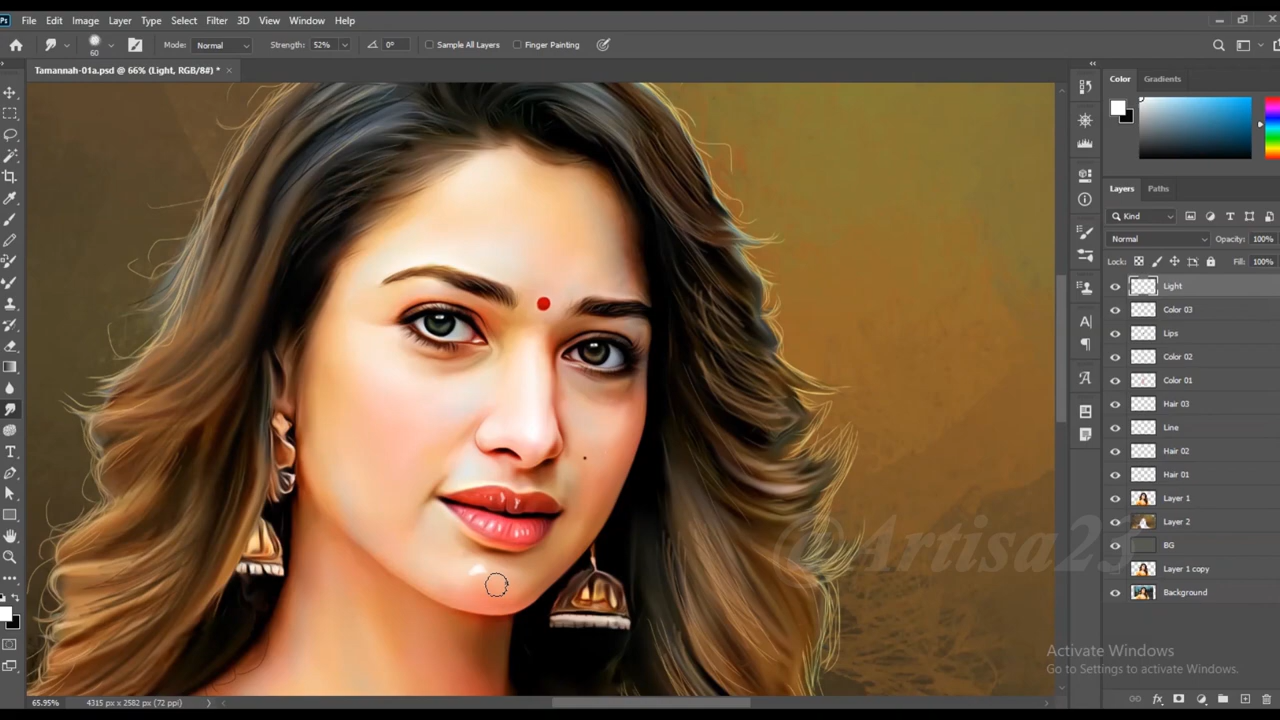 Ps File Edit Image Layer Type Select Filter 3D View Window Help
60 Mode: Normal Strength: 52% 0° Sample All Layers Finger Painting
Tamannah-01a.psd @ 66% (Light, RGB/8#) * ×
Color Gradients
Layers Paths
Kind
Normal Opacity: 100%
Lock: Fill: 100%
Light
Color 03
Lips
Color 02
Color 01
Hair 03
Line
Hair 02
Hair 01
Layer 1
Layer 2
BG
Layer 1 copy
Background
@Artisa23
Activate Windows
Go to Settings to activate Windows.
65.95% 4315 px x 2582 px (72 ppi)